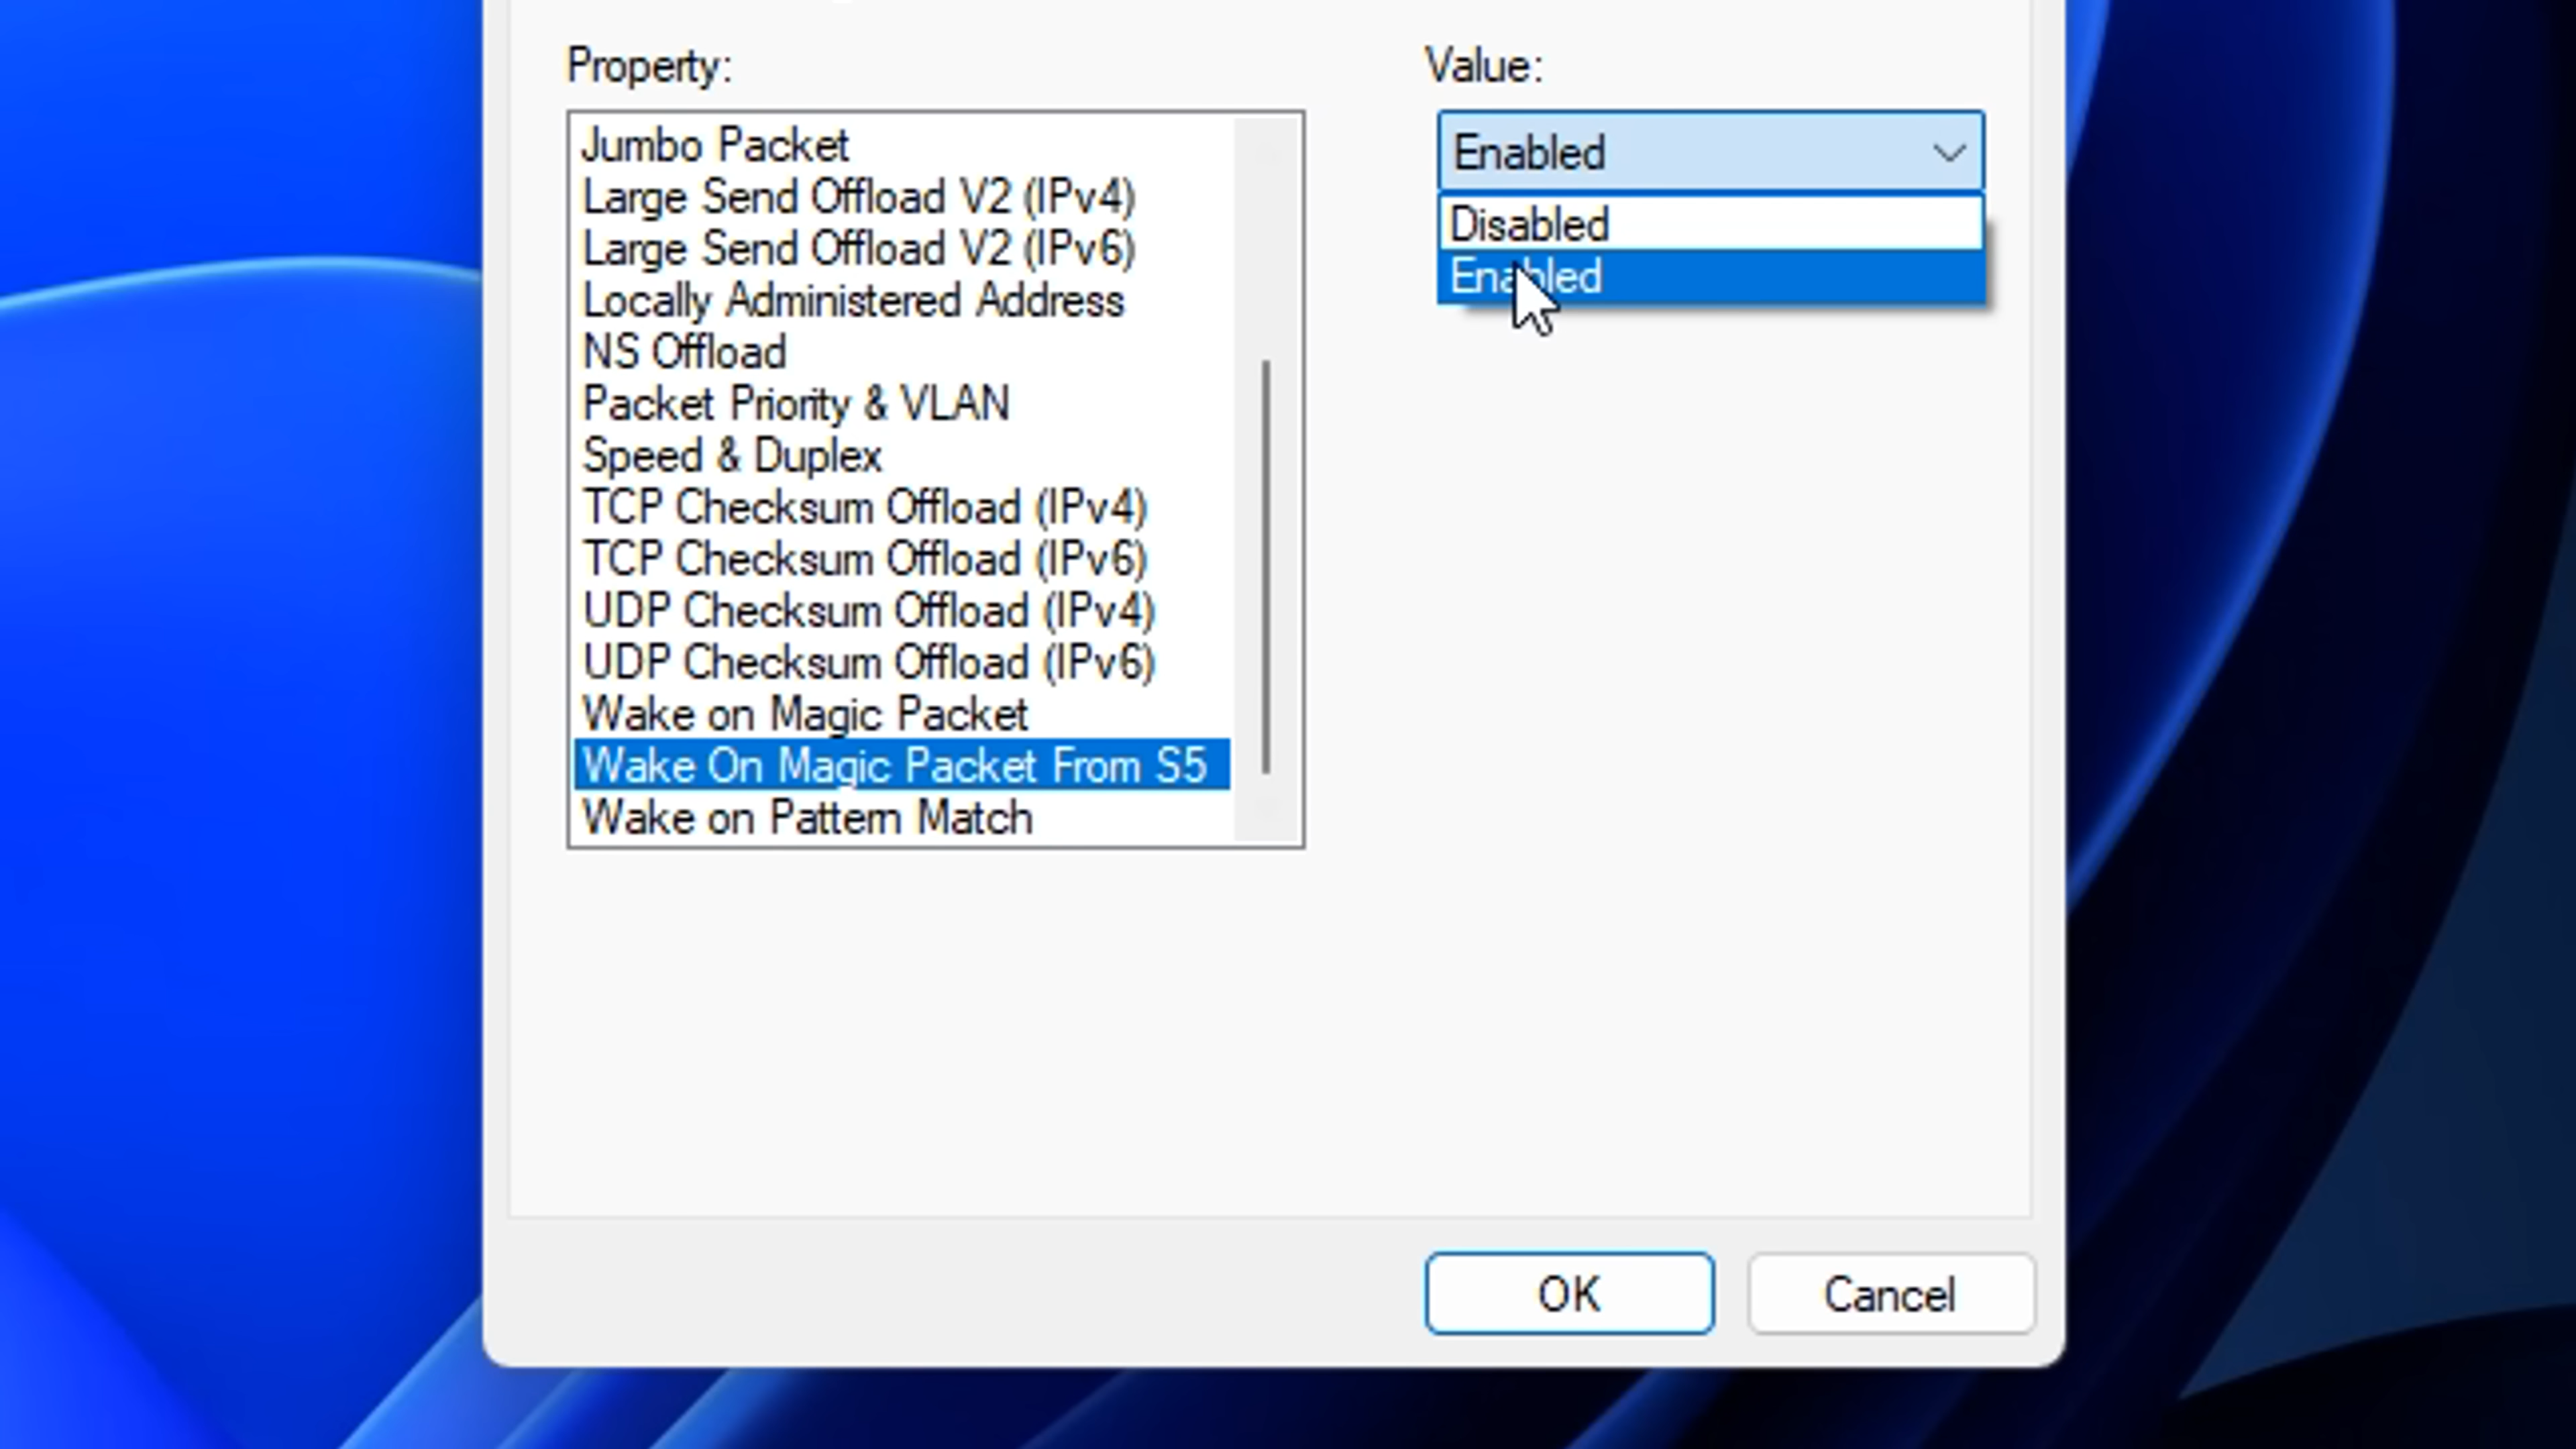 Property:
Jumbo Packet
Large Send Offload V2 (IPv4)
Large Send Offload V2 (IPv6)
Locally Administered Address
NS Offload
Packet Priority & VLAN
Speed & Duplex
TCP Checksum Offload (IPv4)
TCP Checksum Offload (IPv6)
UDP Checksum Offload (IPv4)
UDP Checksum Offload (IPv6)
Wake on Magic Packet
Wake On Magic Packet From S5
Wake on Pattern Match
Value:
Enabled
Disabled
Enabled
OK
Cancel